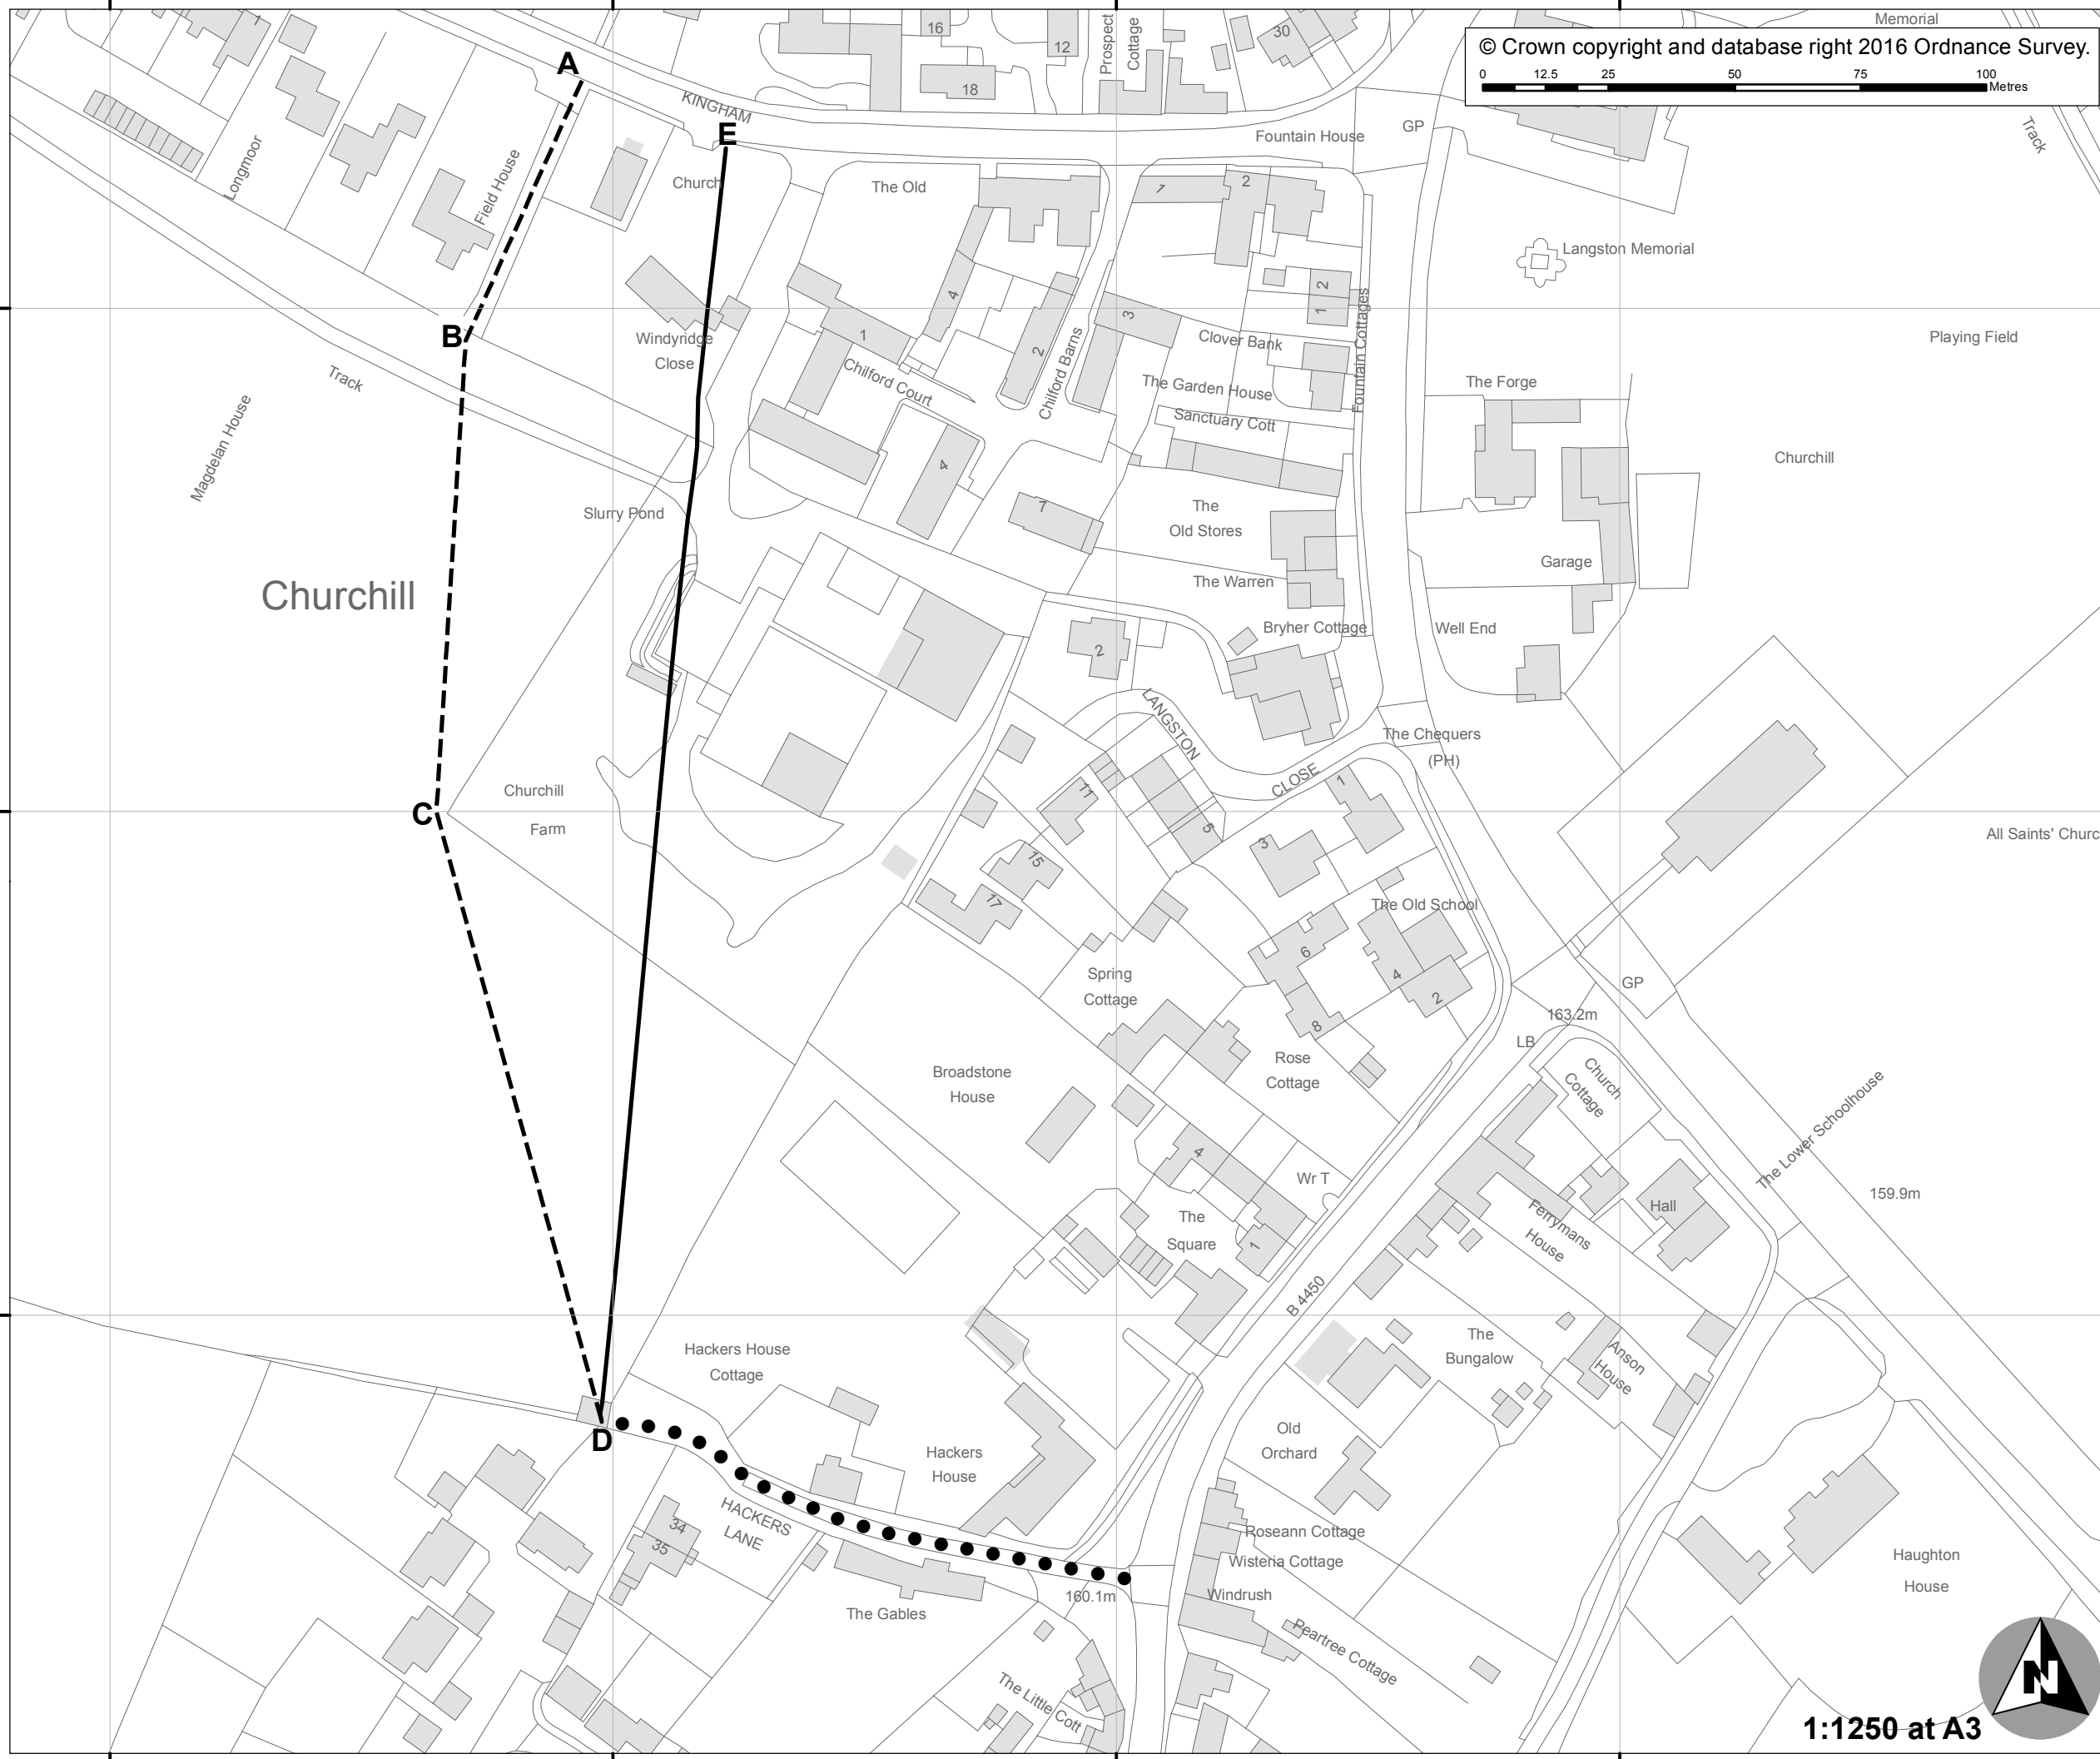 © Crown copyright and database right 2016 Ordnance Survey.
0 12.5 25 50 75 100
Metres
Memorial
Track
1
16
12
18
Prospect
Cottage
30
A
KINGHAM
E
Fountain House
GP
Longmoor
Field House
Church
The Old
1
2
Langston Memorial
4
2
1
2
3
1
B
Windyridge
Close
Track
Chilford Court
Chilford Barns
Clover Bank
Fountain Cottages
The Garden House
Sanctuary Cott
The Forge
Playing Field
Magdelan House
4
Churchill
Slurry Pond
7
The
Old Stores
Garage
Churchill
The Warren
Bryher Cottage
Well End
2
LANGSTON
CLOSE
The Chequers
(PH)
C
Churchill
Farm
11
5
1
3
15
17
All Saints' Churc
The Old School
6
4
2
8
Spring
Cottage
GP
163.2m
LB
Rose
Cottage
Church
Cottage
Broadstone
House
The Lower Schoolhouse
4
Wr T
The
Square
1
Hall
159.9m
Ferrymans
House
B 4450
Hackers House
Cottage
The
Bungalow
Anson
House
D
Old
Orchard
Hackers
House
HACKERS
LANE
34
35
Roseann Cottage
Wisteria Cottage
Windrush
160.1m
The Gables
Peartree Cottage
Haughton
House
The Little Cott
N
1:1250 at A3